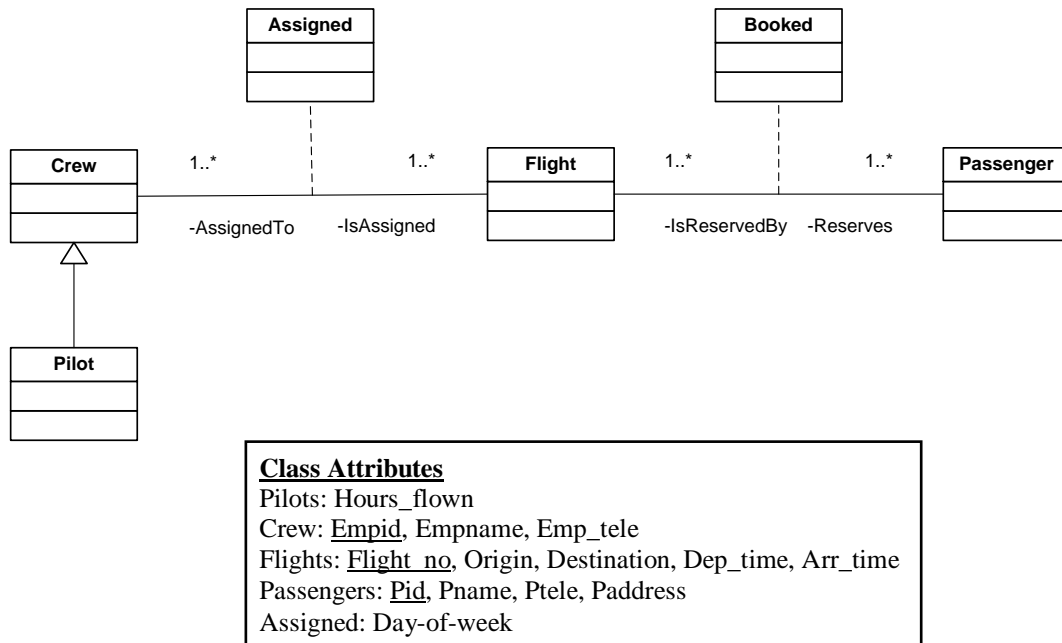 Assigned
Booked
Crew
1..*
1..*
Flight
1..*
1..*
Passenger
-AssignedTo
-IsAssigned
-IsReservedBy
-Reserves
Pilot
Class Attributes
Pilots: Hours_flown
Crew: Empid, Empname, Emp_tele
Flights: Flight_no, Origin, Destination, Dep_time, Arr_time
Passengers: Pid, Pname, Ptele, Paddress
Assigned: Day-of-week